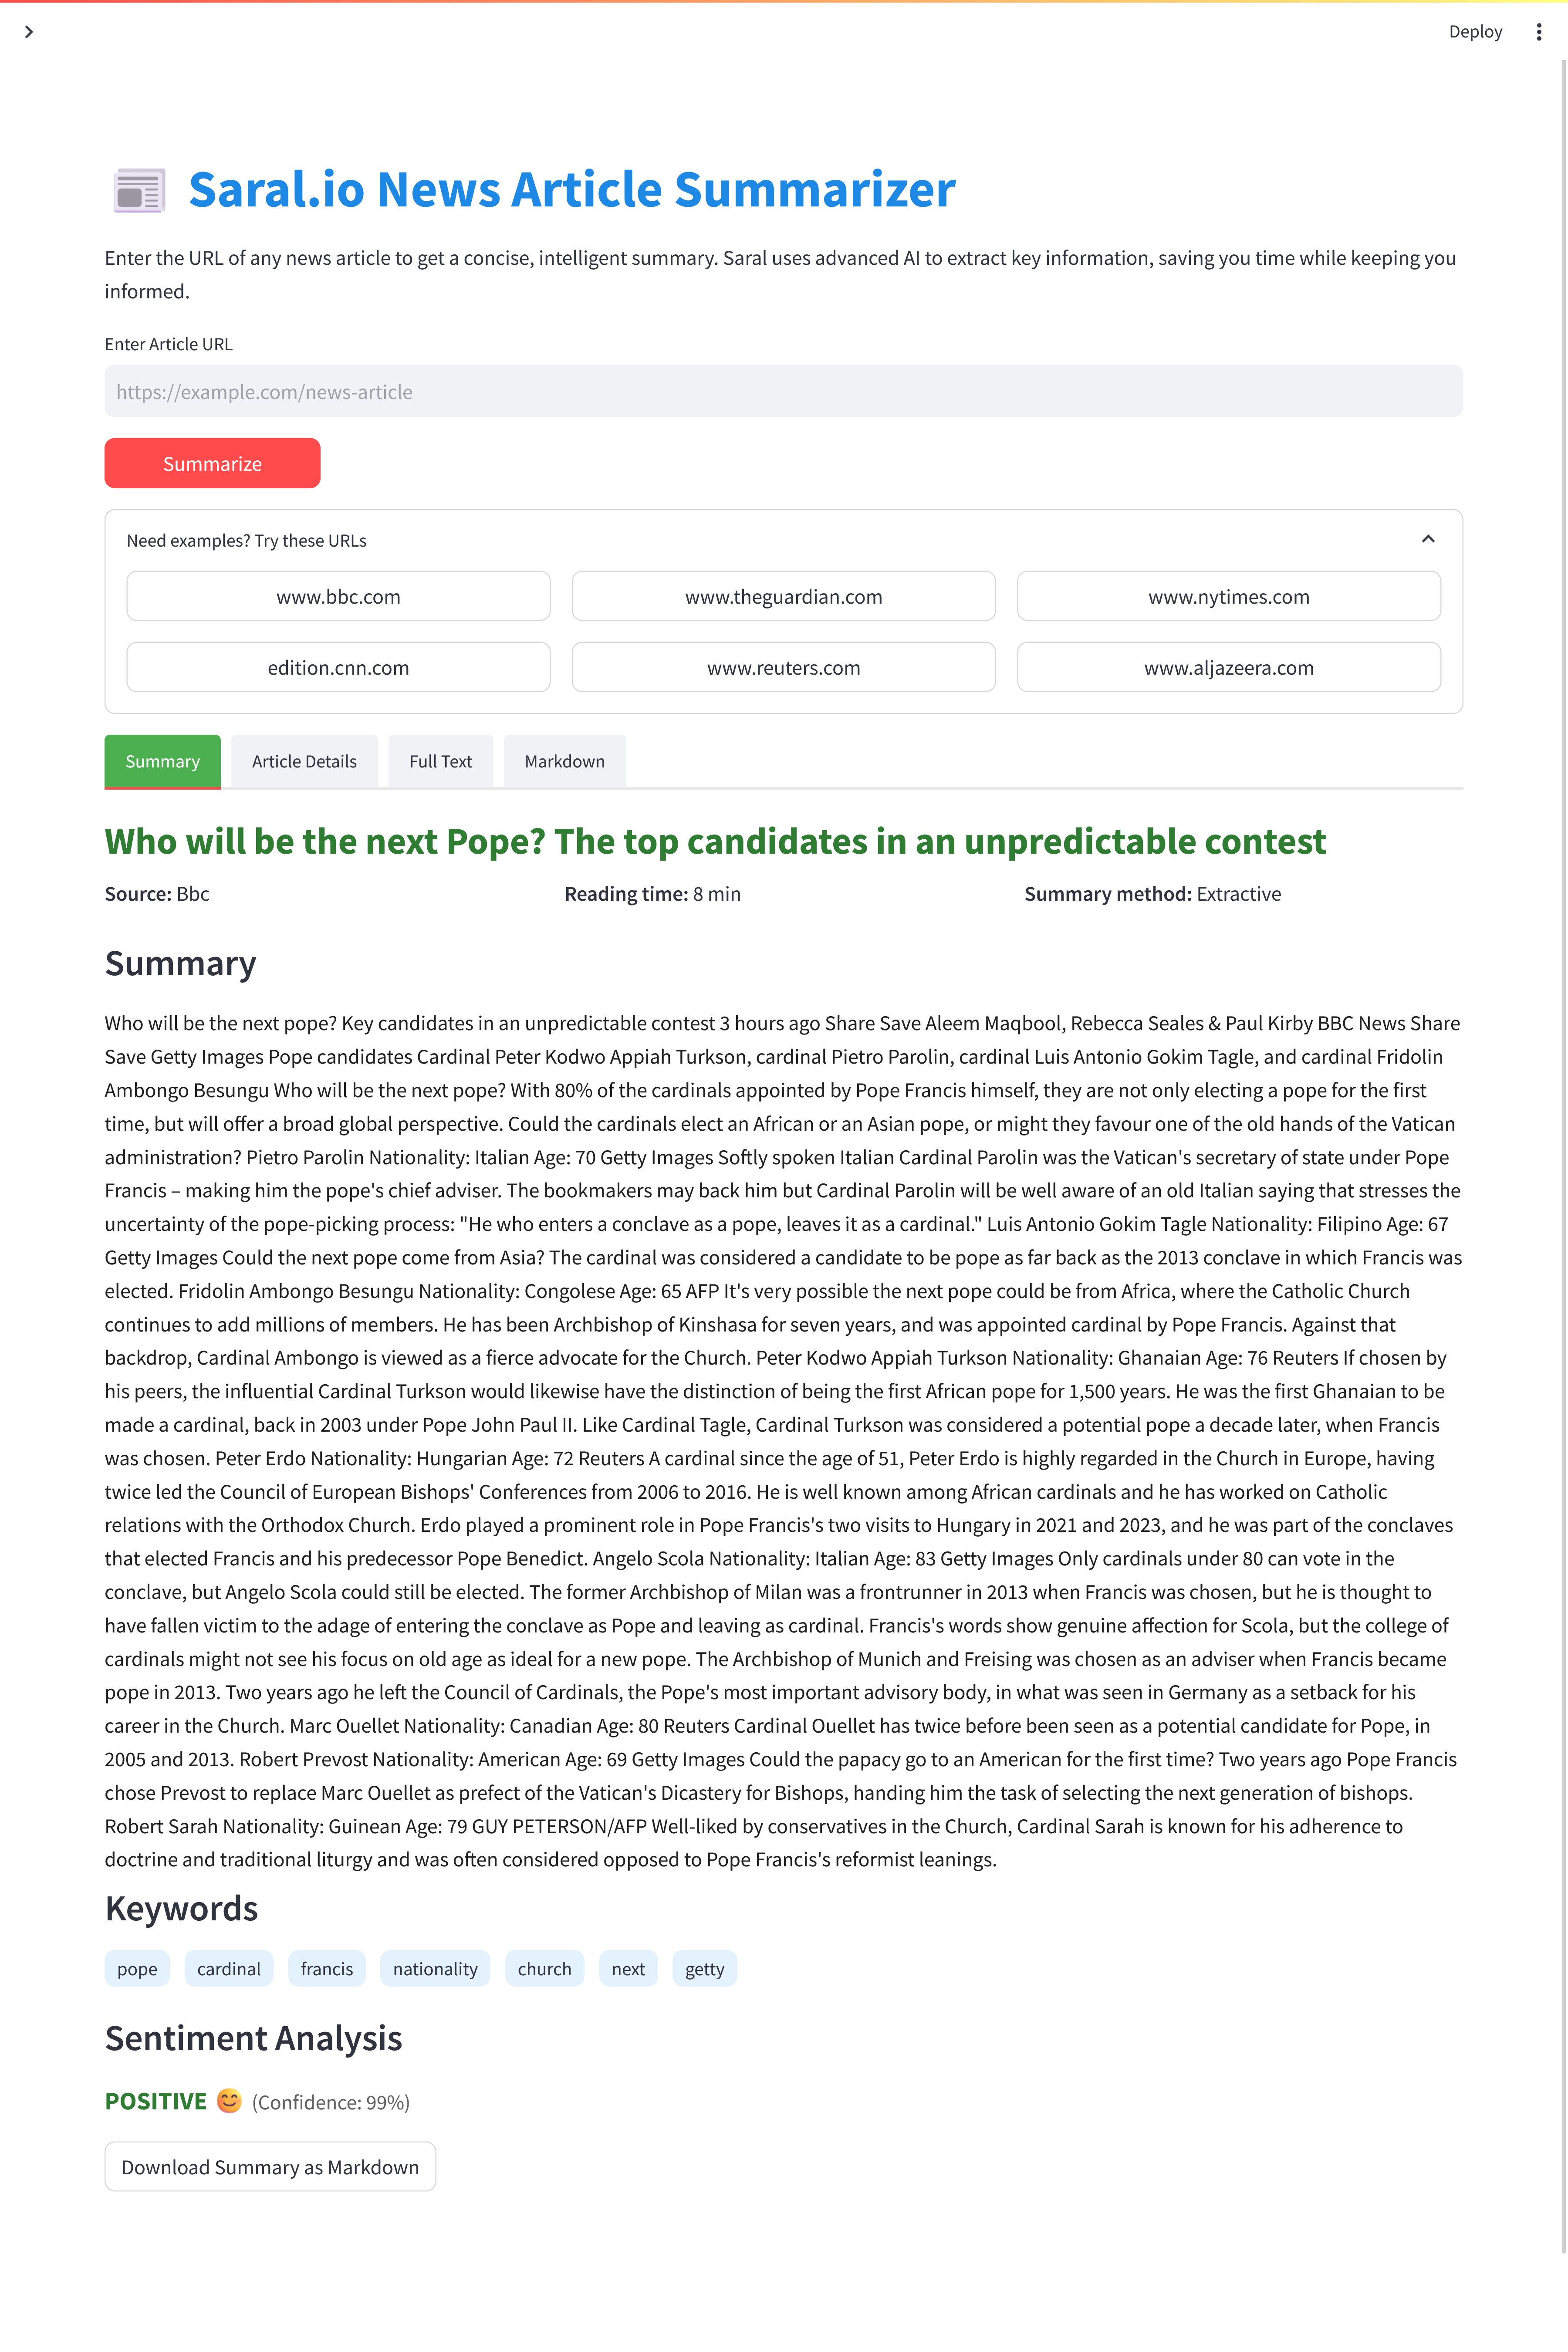 Deploy
Saral.io News Article Summarizer
Enter the URL of any news article to get a concise, intelligent summary. Saral uses advanced AI to extract key information, saving you time while keeping you
informed.
Enter Article URL
https://example.com/news-article
Summarize
Need examples? Try these URLs
www.bbc.com
www.theguardian.com
www.nytimes.com
edition.cnn.com
www.reuters.com
www.aljazeera.com
Summary
Article Details
Full Text
Markdown
Who will be the next Pope? The top candidates in an unpredictable contest
Source: Bbc
Reading time: 8 min
Summary method: Extractive
Summary
Who will be the next pope? Key candidates in an unpredictable contest 3 hours ago Share Save Aleem Maqbool, Rebecca Seales & Paul Kirby BBC News Share
Save Getty Images Pope candidates Cardinal Peter Kodwo Appiah Turkson, cardinal Pietro Parolin, cardinal Luis Antonio Gokim Tagle, and cardinal Fridolin
Ambongo Besungu Who will be the next pope? With 80% of the cardinals appointed by Pope Francis himself, they are not only electing a pope for the first
time, but will offer a broad global perspective. Could the cardinals elect an African or an Asian pope, or might they favour one of the old hands of the Vatican
administration? Pietro Parolin Nationality: Italian Age: 70 Getty Images Softly spoken Italian Cardinal Parolin was the Vatican's secretary of state under Pope
Francis – making him the pope's chief adviser. The bookmakers may back him but Cardinal Parolin will be well aware of an old Italian saying that stresses the
uncertainty of the pope-picking process: "He who enters a conclave as a pope, leaves it as a cardinal." Luis Antonio Gokim Tagle Nationality: Filipino Age: 67
Getty Images Could the next pope come from Asia? The cardinal was considered a candidate to be pope as far back as the 2013 conclave in which Francis was
elected. Fridolin Ambongo Besungu Nationality: Congolese Age: 65 AFP It's very possible the next pope could be from Africa, where the Catholic Church
continues to add millions of members. He has been Archbishop of Kinshasa for seven years, and was appointed cardinal by Pope Francis. Against that
backdrop, Cardinal Ambongo is viewed as a fierce advocate for the Church. Peter Kodwo Appiah Turkson Nationality: Ghanaian Age: 76 Reuters If chosen by
his peers, the influential Cardinal Turkson would likewise have the distinction of being the first African pope for 1,500 years. He was the first Ghanaian to be
made a cardinal, back in 2003 under Pope John Paul II. Like Cardinal Tagle, Cardinal Turkson was considered a potential pope a decade later, when Francis
was chosen. Peter Erdo Nationality: Hungarian Age: 72 Reuters A cardinal since the age of 51, Peter Erdo is highly regarded in the Church in Europe, having
twice led the Council of European Bishops' Conferences from 2006 to 2016. He is well known among African cardinals and he has worked on Catholic
relations with the Orthodox Church. Erdo played a prominent role in Pope Francis's two visits to Hungary in 2021 and 2023, and he was part of the conclaves
that elected Francis and his predecessor Pope Benedict. Angelo Scola Nationality: Italian Age: 83 Getty Images Only cardinals under 80 can vote in the
conclave, but Angelo Scola could still be elected. The former Archbishop of Milan was a frontrunner in 2013 when Francis was chosen, but he is thought to
have fallen victim to the adage of entering the conclave as Pope and leaving as cardinal. Francis's words show genuine affection for Scola, but the college of
cardinals might not see his focus on old age as ideal for a new pope. The Archbishop of Munich and Freising was chosen as an adviser when Francis became
pope in 2013. Two years ago he left the Council of Cardinals, the Pope's most important advisory body, in what was seen in Germany as a setback for his
career in the Church. Marc Ouellet Nationality: Canadian Age: 80 Reuters Cardinal Ouellet has twice before been seen as a potential candidate for Pope, in
2005 and 2013. Robert Prevost Nationality: American Age: 69 Getty Images Could the papacy go to an American for the first time? Two years ago Pope Francis
chose Prevost to replace Marc Ouellet as prefect of the Vatican's Dicastery for Bishops, handing him the task of selecting the next generation of bishops.
Robert Sarah Nationality: Guinean Age: 79 GUY PETERSON/AFP Well-liked by conservatives in the Church, Cardinal Sarah is known for his adherence to
doctrine and traditional liturgy and was often considered opposed to Pope Francis's reformist leanings.
Keywords
pope
cardinal
francis
nationality
church
next
getty
Sentiment Analysis
POSITIVE 😊 (Confidence: 99%)
Download Summary as Markdown